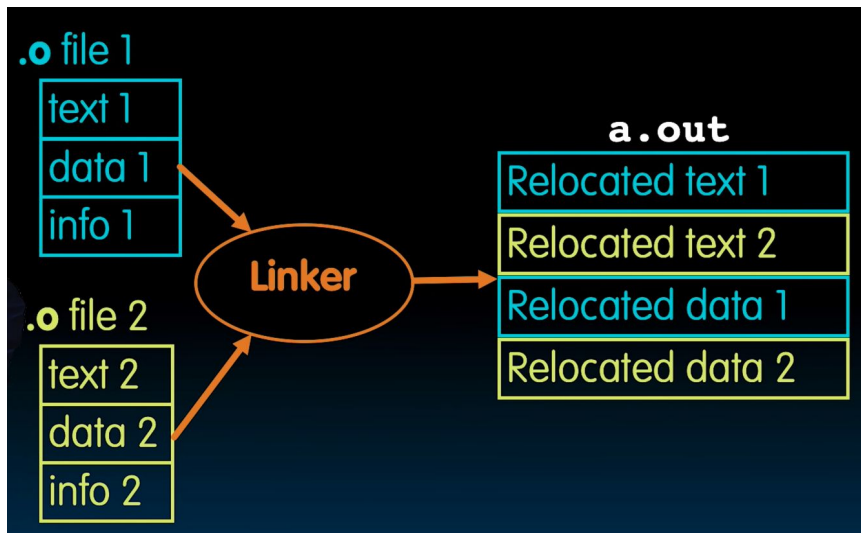 .o file 1
text 1
data 1
info 1
.o file 2
text 2
data 2
info 2
Linker
a.out
Relocated text 1
Relocated text 2
Relocated data 1
Relocated data 2